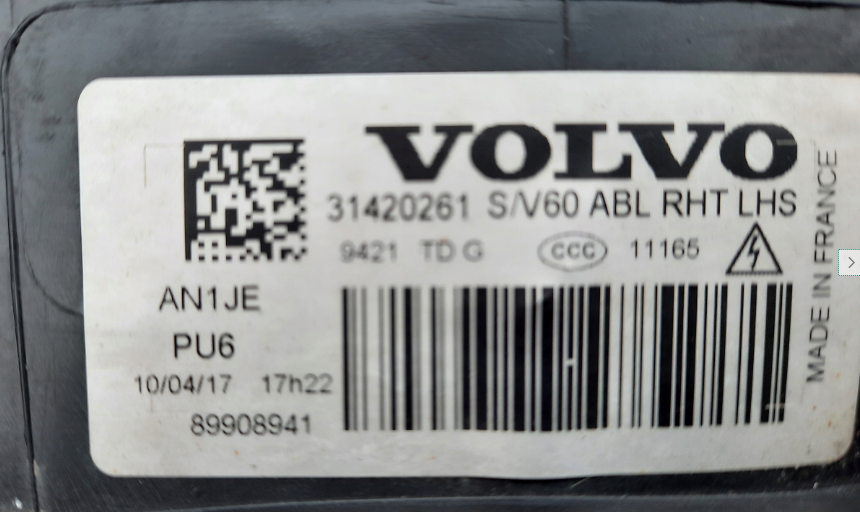 VOLVO
31420261 S/V60 ABL RHT LHS
9421 TD G CCC 11165
MADE IN FRANCE
AN1JE
PU6
10/04/17 17h22
89908941